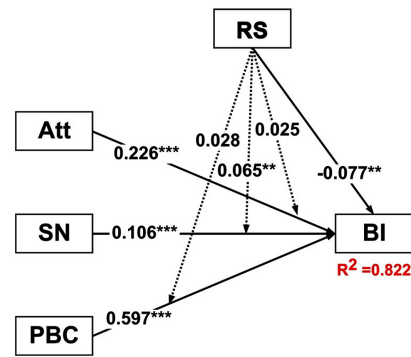 RS
Att
0.226***
0.028
0.025
0.065**
-0.077**
SN
0.106***
BI
R² =0.822
0.597***
PBC